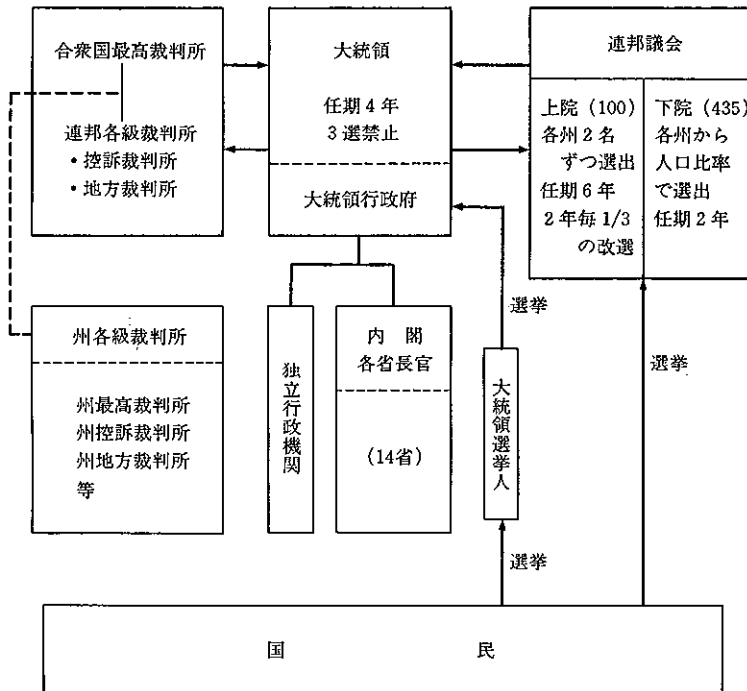 合衆国最高裁判所
連邦各級裁判所
・控訴裁判所
・地方裁判所
大統領
任期4年
3選禁止
大統領行政府
連邦議会
上院(100)
各州2名
ずつ選出
任期6年
2年毎1/3
の改選
下院(435)
各州から
人口比率
で選出
任期2年
州各級裁判所
州最高裁判所
州控訴裁判所
州地方裁判所
等
独立行政機関
内閣
各省長官
(14省)
選挙
大統領選挙人
選挙
選挙
国民